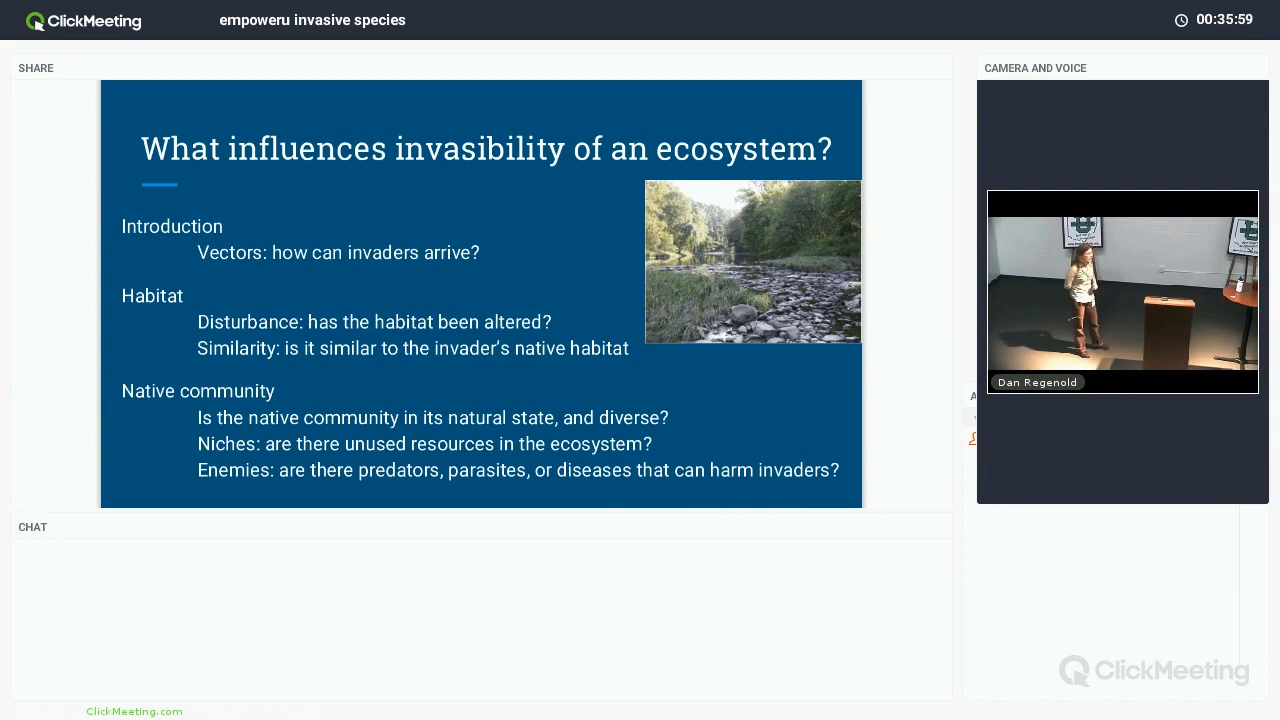 ClickMeeting
empoweru invasive species
00:35:59
SHARE
CAMERA AND VOICE
What influences invasibility of an ecosystem?
Introduction
Vectors: how can invaders arrive?
Habitat
Disturbance: has the habitat been altered?
Similarity: is it similar to the invader’s native habitat
Native community
Is the native community in its natural state, and diverse?
Niches: are there unused resources in the ecosystem?
Enemies: are there predators, parasites, or diseases that can harm invaders?
Dan Regenold
CHAT
ClickMeeting
ClickMeeting.com